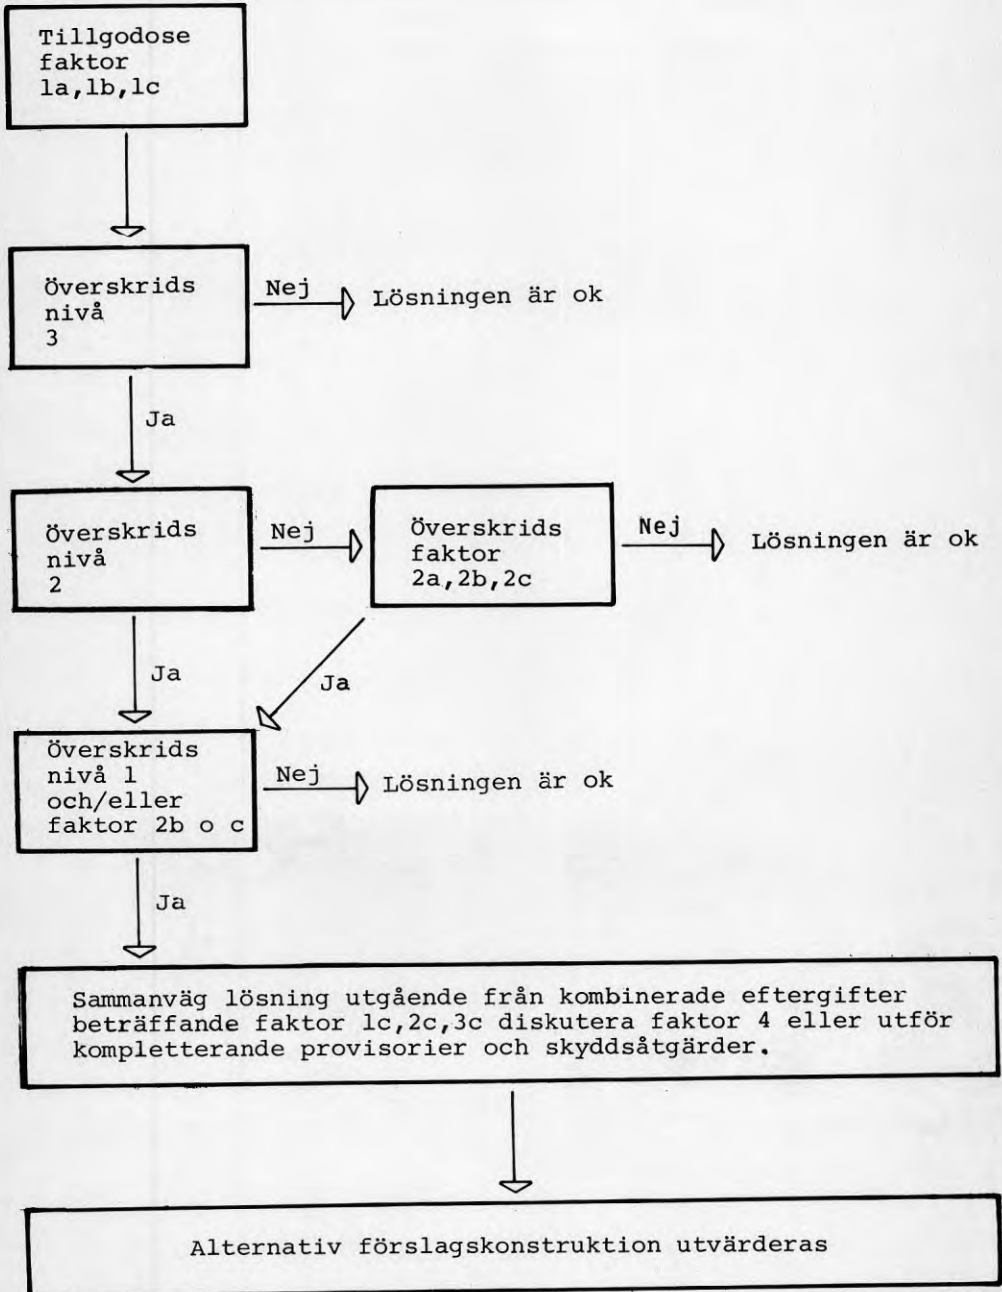 Tillgodose
faktor
1a,1b,1c
Överskrids
nivå
3
Nej
Lösningen är ok
Ja
Överskrids
nivå
2
Nej
Överskrids
faktor
2a,2b,2c
Nej
Lösningen är ok
Ja
Ja
Överskrids
nivå 1
och/eller
faktor 2b o c
Nej
Lösningen är ok
Ja
Sammanväg lösning utgående från kombinerade eftergifter
beträffande faktor 1c,2c,3c diskutera faktor 4 eller utför
kompletterande provisorier och skyddsåtgärder.
Alternativ förslagskonstruktion utvärderas